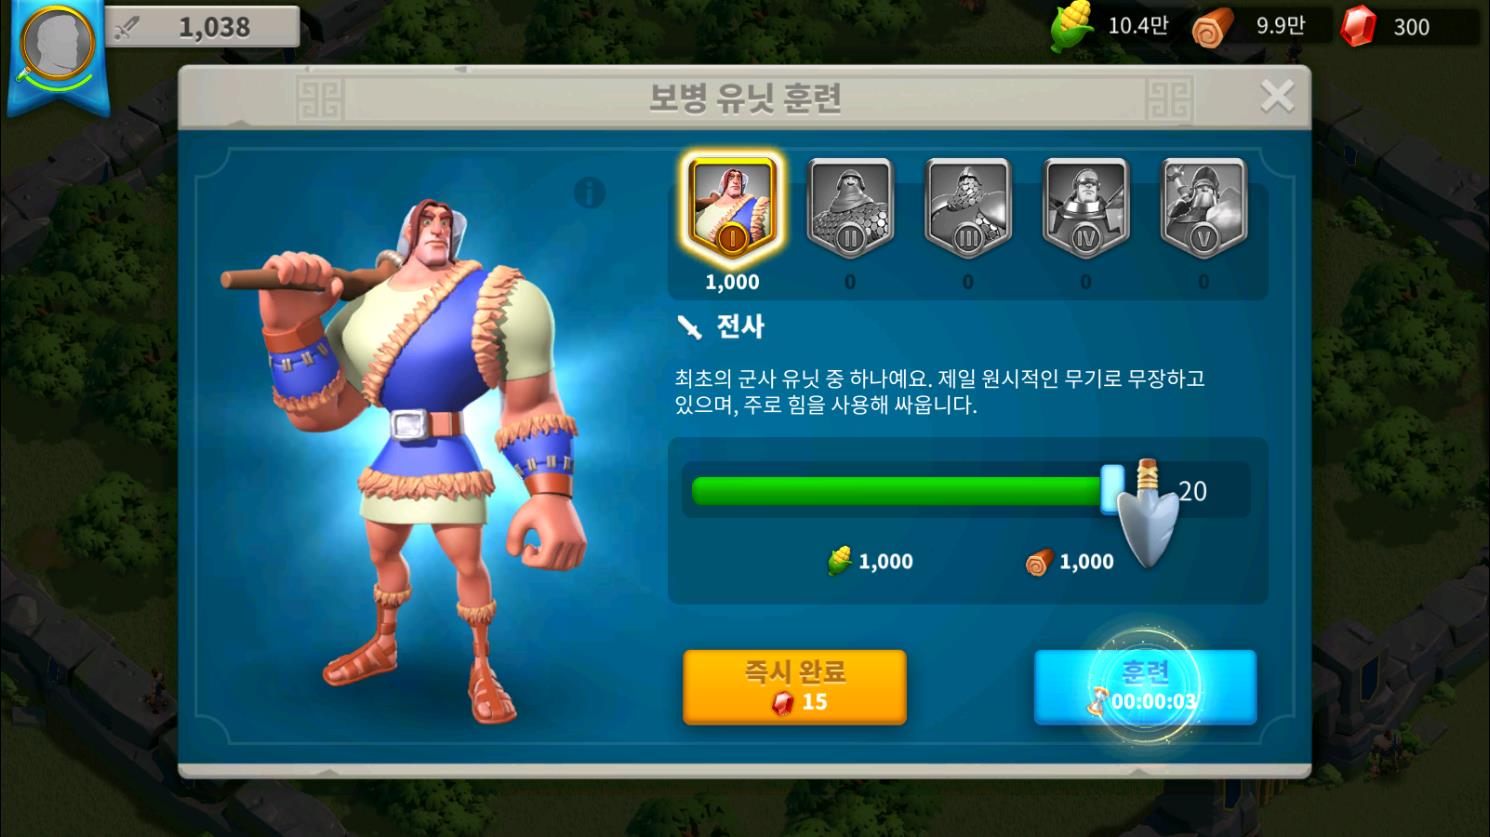 1,038
10.4만
9.9만
300
보병 유닛 훈련
I
II
III
IV
V
1,000
0
0
0
0
전사
최초의 군사 유닛 중 하나예요. 제일 원시적인 무기로 무장하고
있으며, 주로 힘을 사용해 싸웁니다.
20
1,000
1,000
즉시 완료
15
훈련
00:00:03